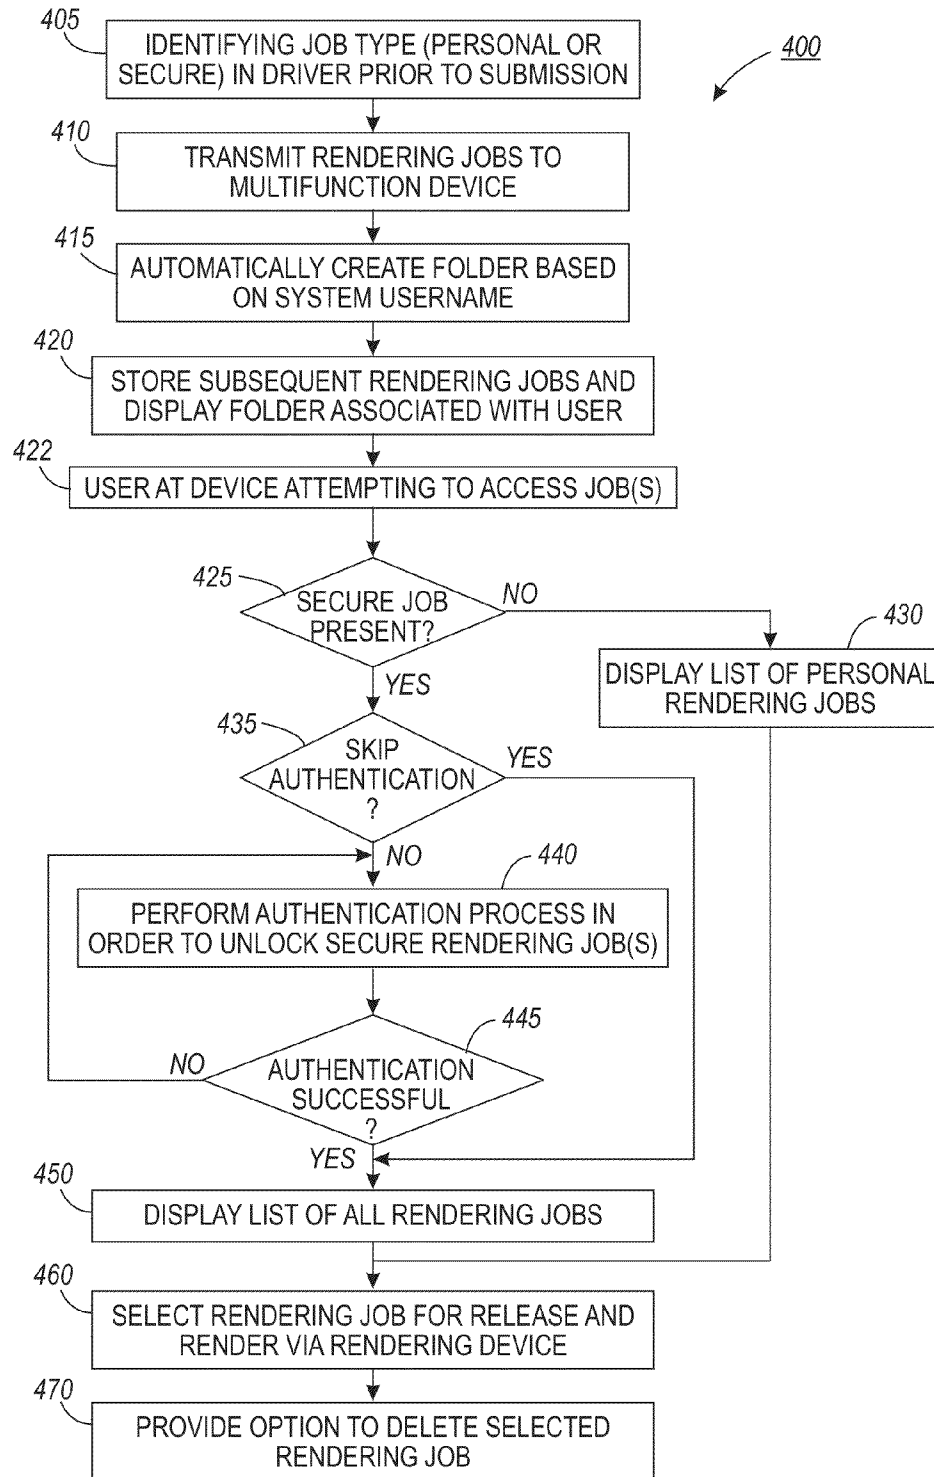 405
IDENTIFYING JOB TYPE (PERSONAL OR
SECURE) IN DRIVER PRIOR TO SUBMISSION
400
410
TRANSMIT RENDERING JOBS TO
MULTIFUNCTION DEVICE
415
AUTOMATICALLY CREATE FOLDER BASED
ON SYSTEM USERNAME
420
STORE SUBSEQUENT RENDERING JOBS AND
DISPLAY FOLDER ASSOCIATED WITH USER
422
USER AT DEVICE ATTEMPTING TO ACCESS JOB(S)
425
SECURE JOB
PRESENT?
NO
YES
430
DISPLAY LIST OF PERSONAL
RENDERING JOBS
435
SKIP
AUTHENTICATION
?
YES
NO
440
PERFORM AUTHENTICATION PROCESS IN
ORDER TO UNLOCK SECURE RENDERING JOB(S)
445
AUTHENTICATION
SUCCESSFUL
?
NO
YES
450
DISPLAY LIST OF ALL RENDERING JOBS
460
SELECT RENDERING JOB FOR RELEASE AND
RENDER VIA RENDERING DEVICE
470
PROVIDE OPTION TO DELETE SELECTED
RENDERING JOB